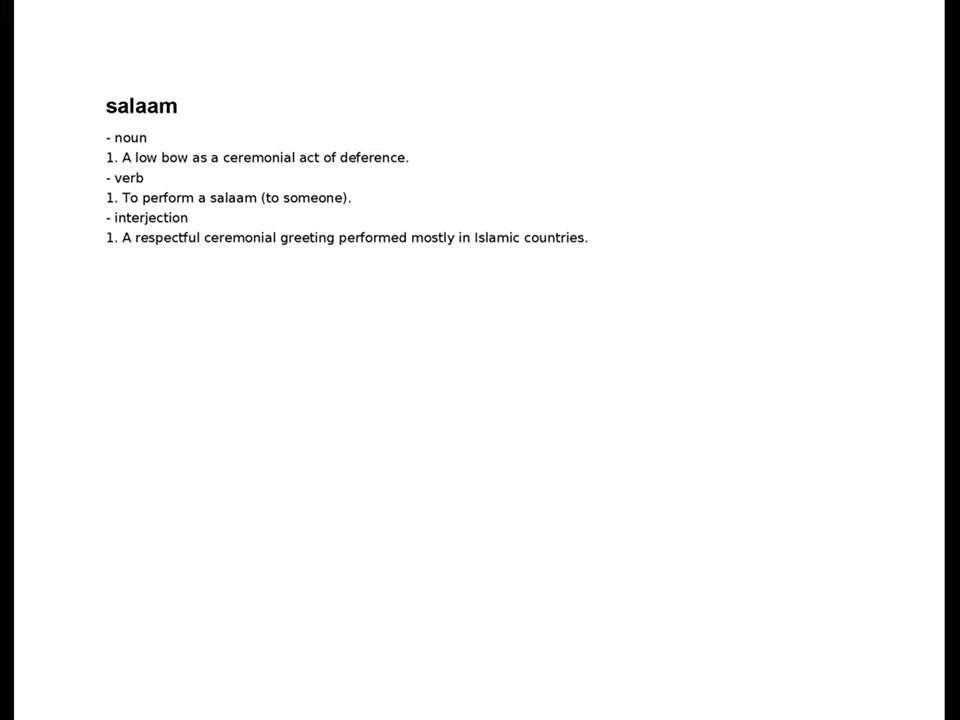 salaam
- noun
1. A low bow as a ceremonial act of deference.
- verb
1. To perform a salaam (to someone).
- interjection
1. A respectful ceremonial greeting performed mostly in Islamic countries.